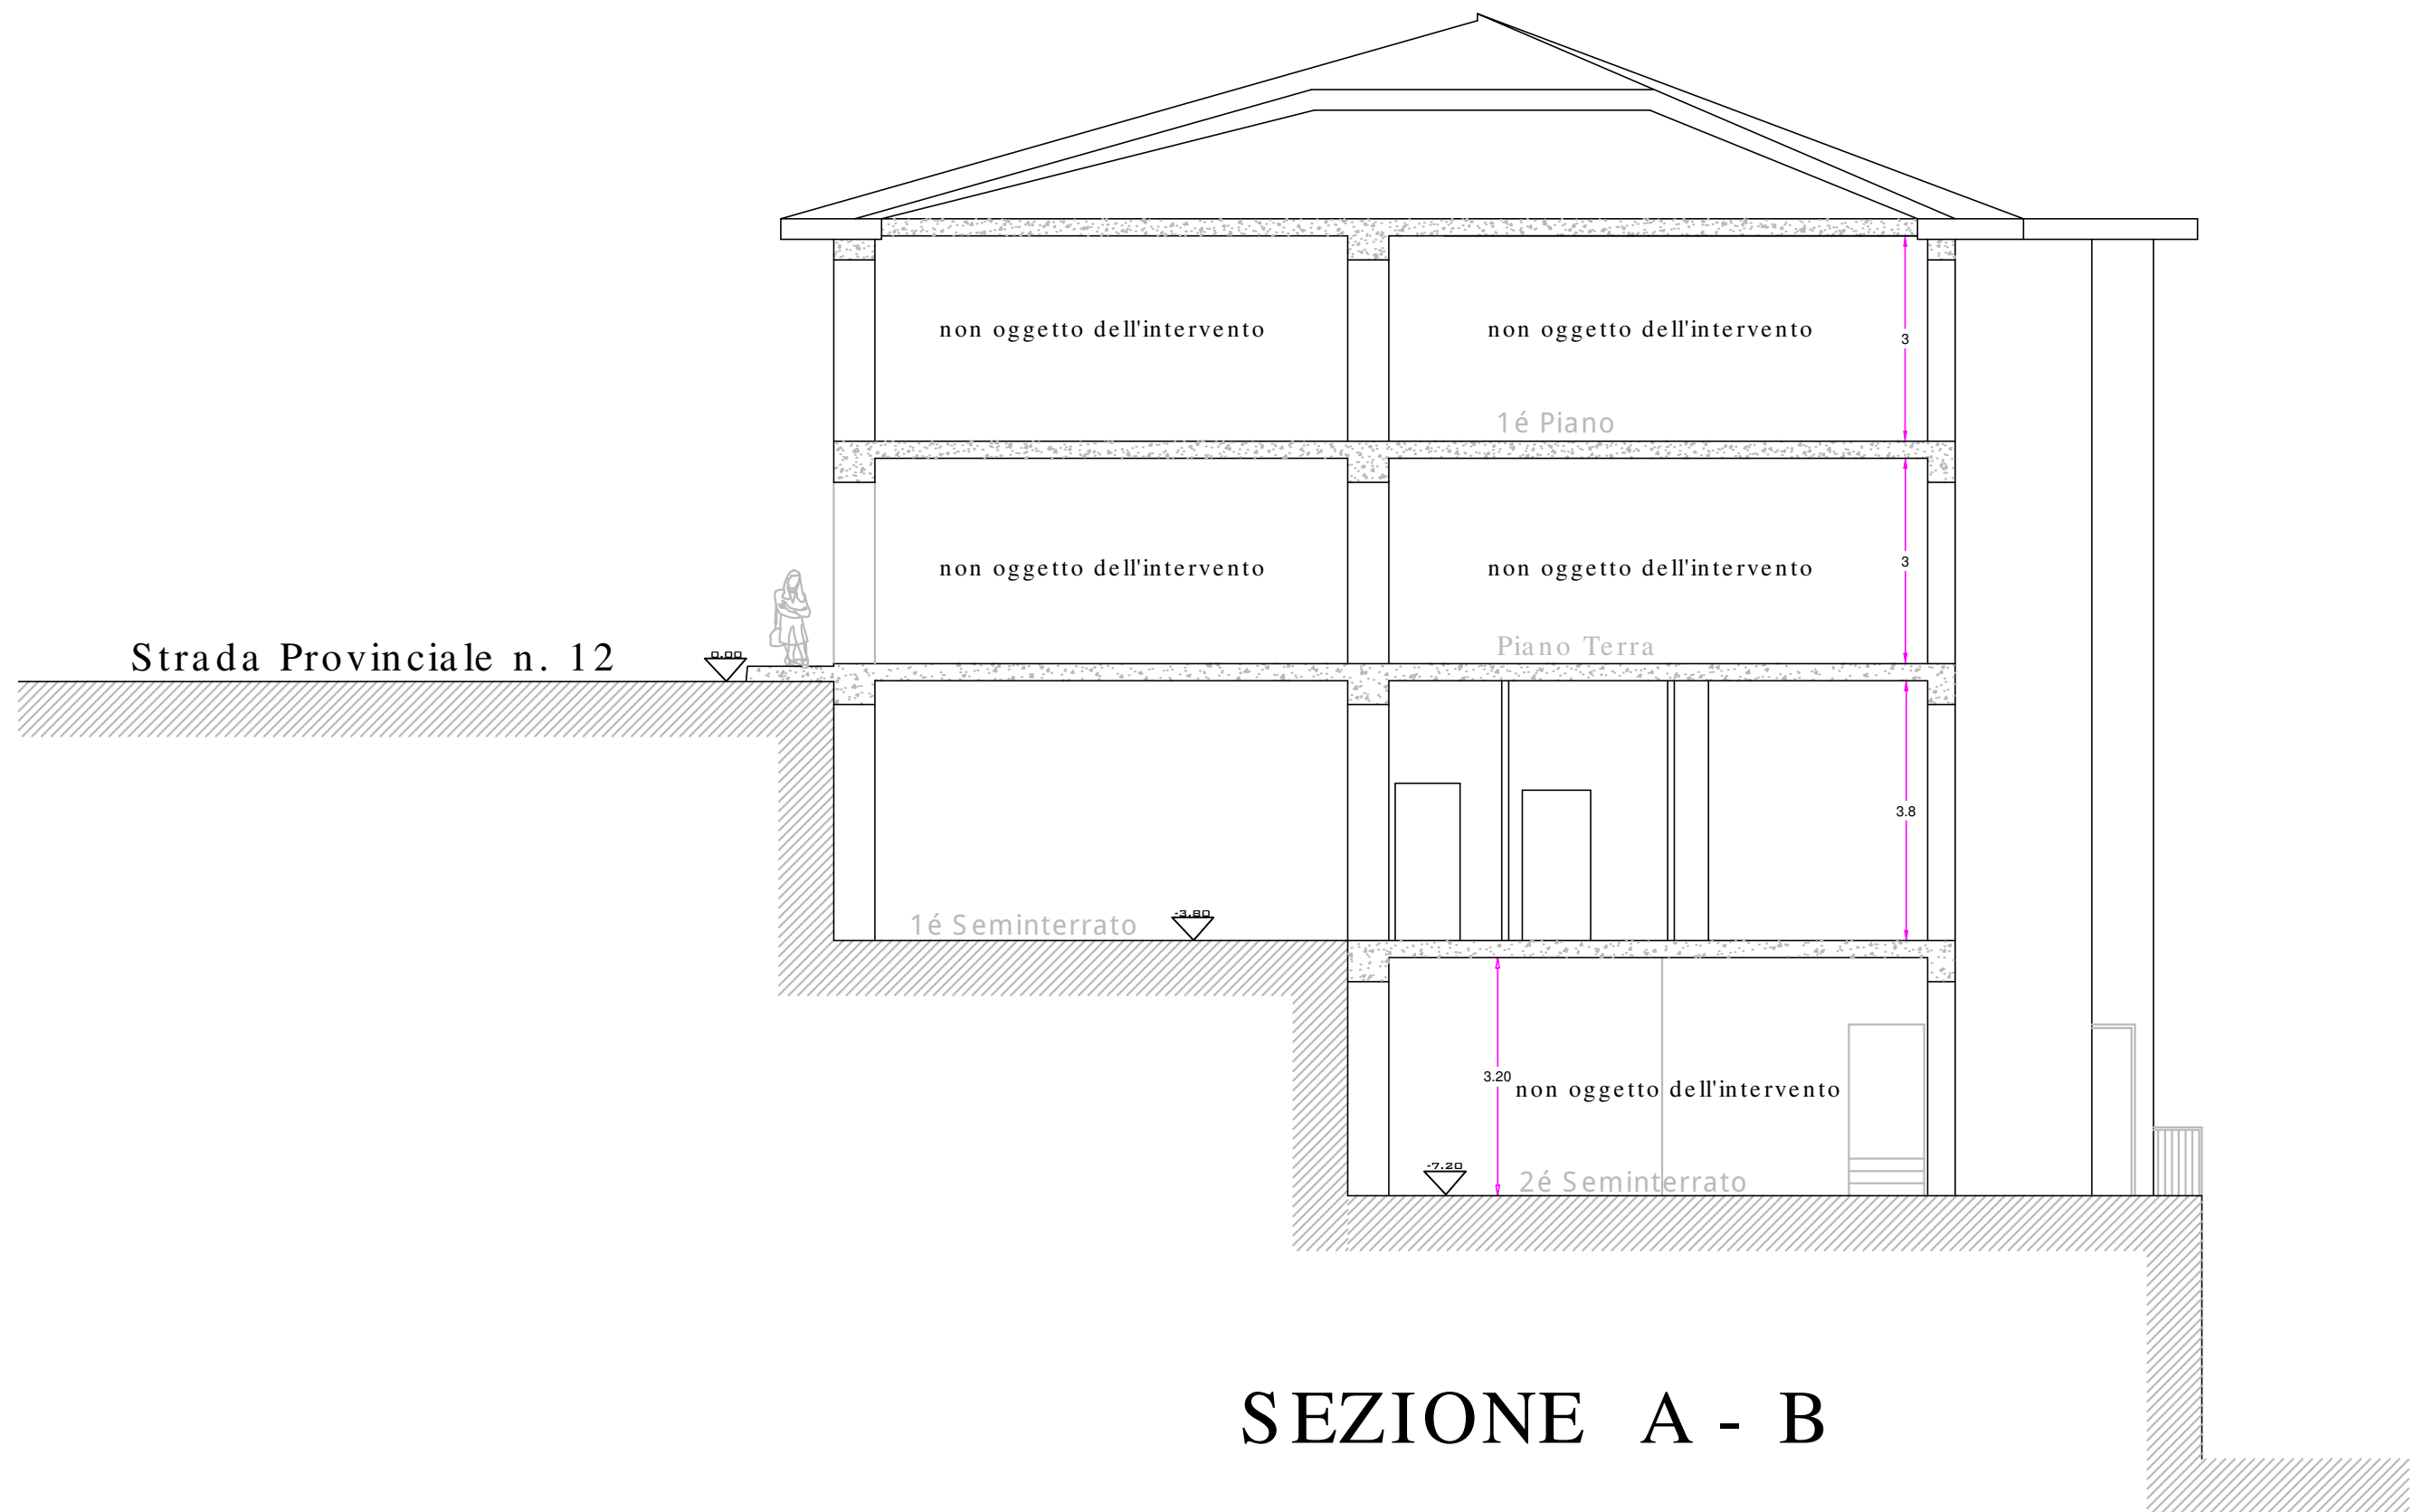 non oggetto dell'intervento
non oggetto dell'intervento
3
1é Piano
non oggetto dell'intervento
non oggetto dell'intervento
3
Strada Provinciale n. 12
0.00
Piano Terra
3.8
1é Seminterrato
-3.80
3.20
non oggetto dell'intervento
-7.20
2é Seminterrato
SEZIONE A - B